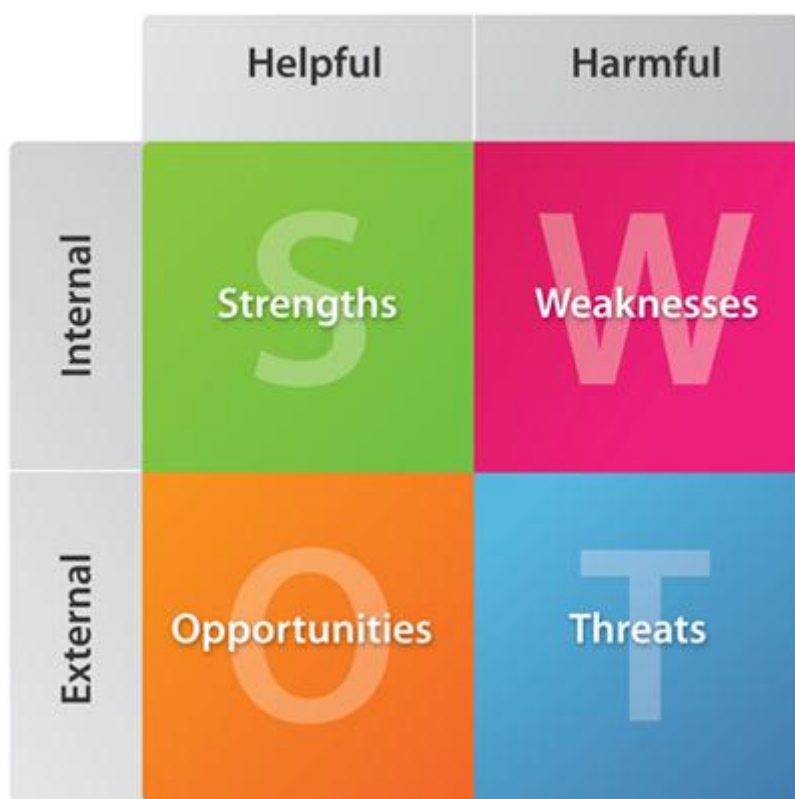 Helpful
Harmful
Internal
S
Strengths
W
Weaknesses
External
O
Opportunities
T
Threats